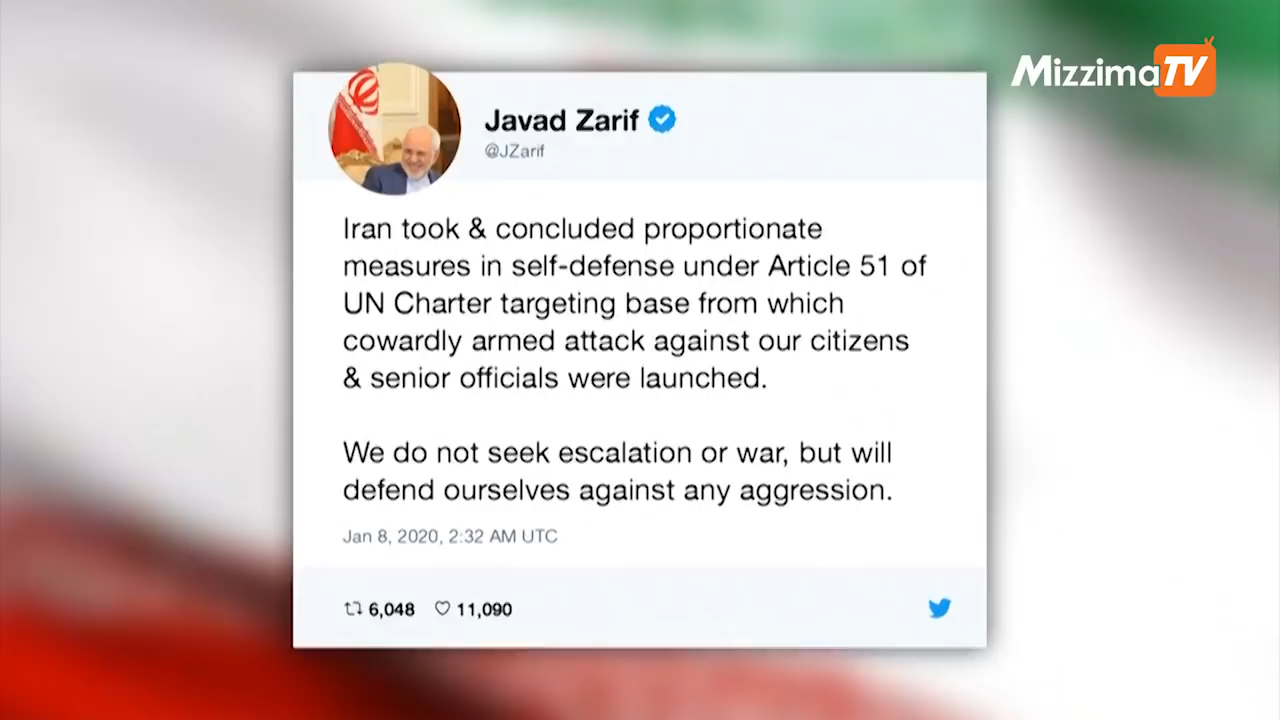 MizzimaTV
Javad Zarif
@JZarif
Iran took & concluded proportionate
measures in self-defense under Article 51 of
UN Charter targeting base from which
cowardly armed attack against our citizens
& senior officials were launched.
We do not seek escalation or war, but will
defend ourselves against any aggression.
Jan 8, 2020, 2:32 AM UTC
6,048 11,090